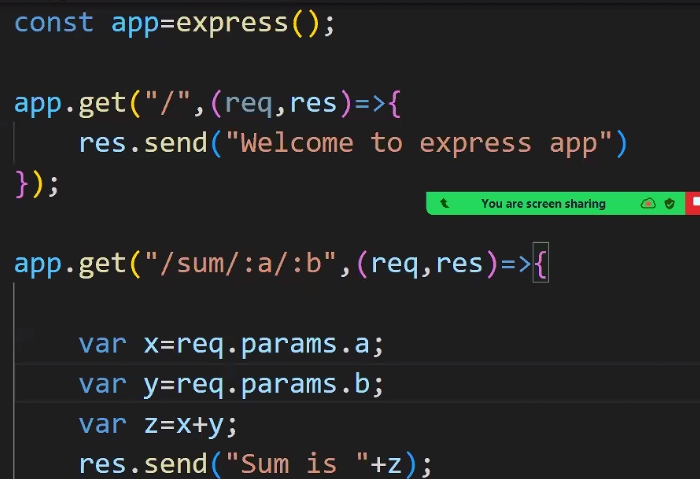 const app=express();
app.get("/",(req,res)=>{
res.send("Welcome to express app")
});
You are screen sharing
app.get("/sum/:a/:b",(req,res)=>{
var x=req.params.a;
var y=req.params.b;
var z=x+y;
res.send("Sum is "+z);